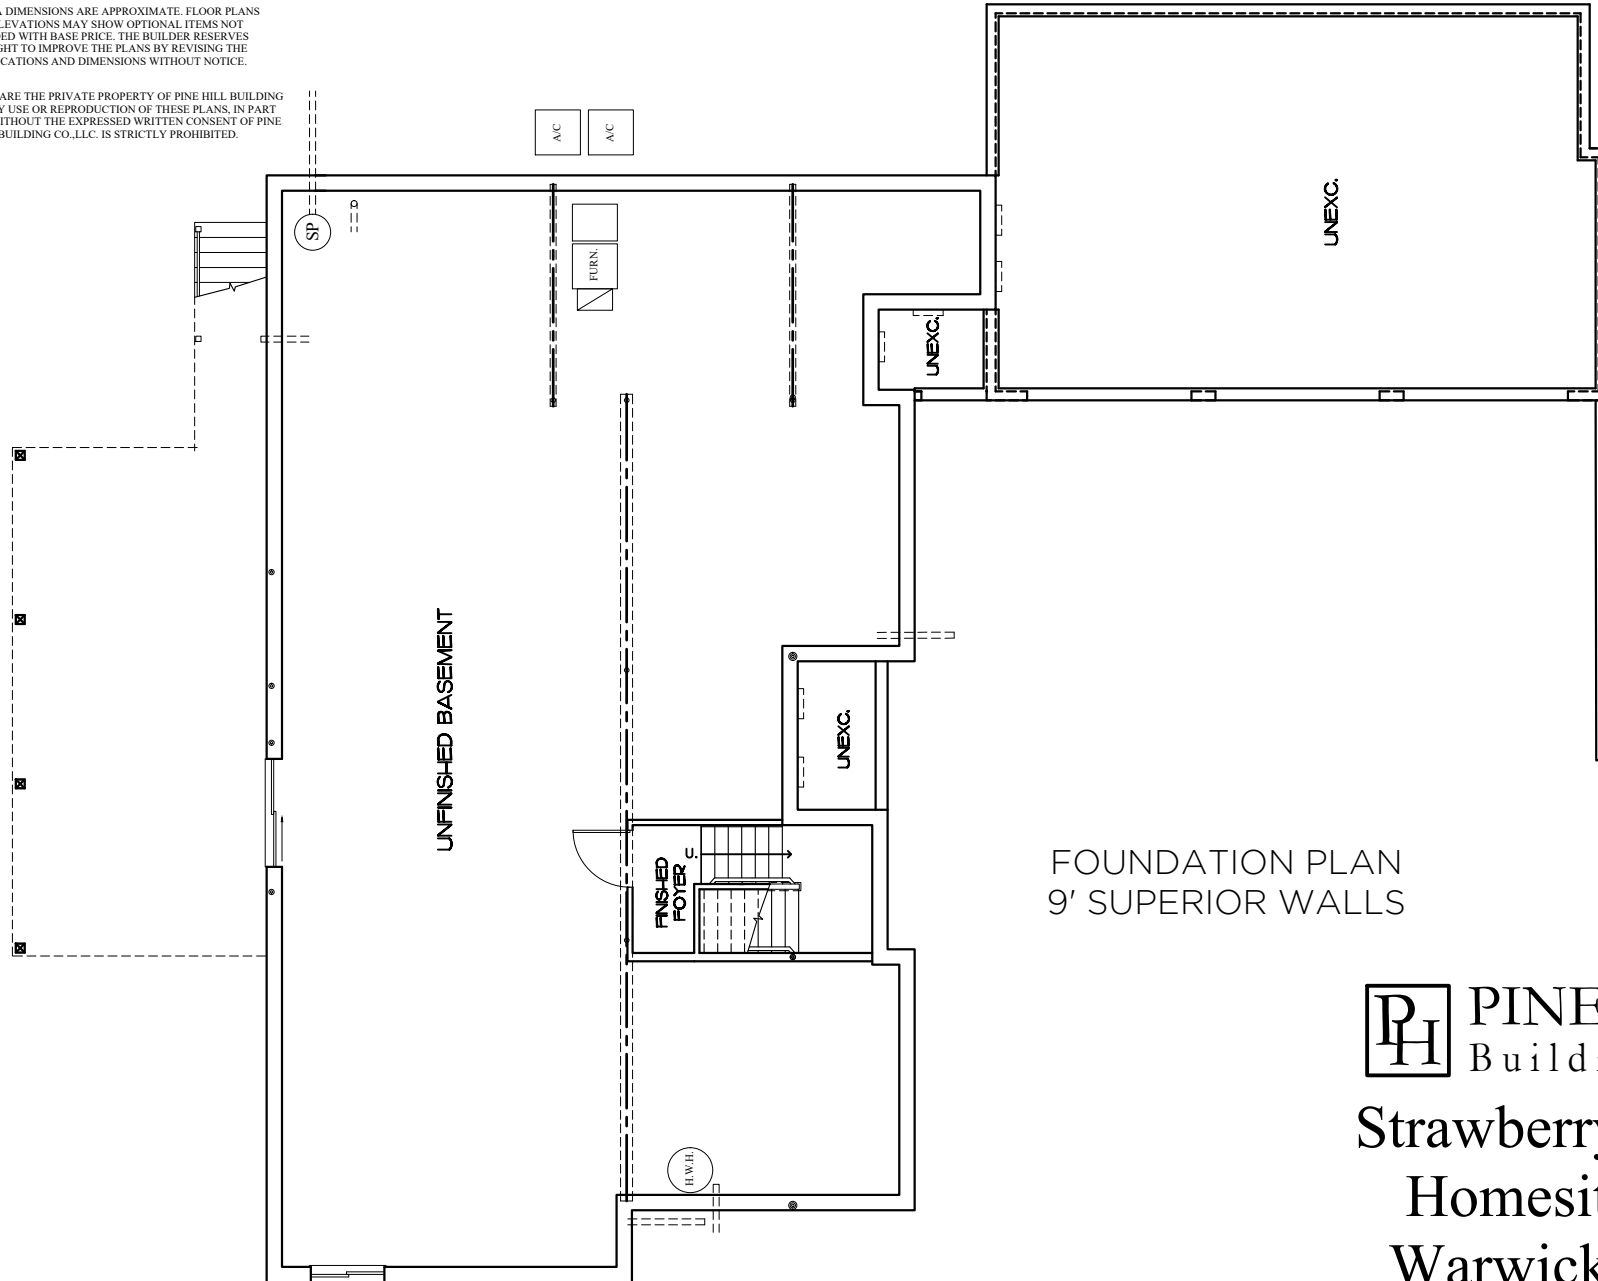 A DIMENSIONS ARE APPROXIMATE. FLOOR PLANS
LEVATIONS MAY SHOW OPTIONAL ITEMS NOT
DED WITH BASE PRICE. THE BUILDER RESERVES
GHT TO IMPROVE THE PLANS BY REVISING THE
CATIONS AND DIMENSIONS WITHOUT NOTICE.
ARE THE PRIVATE PROPERTY OF PINE HILL BUILDING
Y USE OR REPRODUCTION OF THESE PLANS, IN PART
ITHOUT THE EXPRESSED WRITTEN CONSENT OF PINE
BUILDING CO.,LLC. IS STRICTLY PROHIBITED.
A/C
A/C
SP
FURN.
UNEXC.
UNEXC.
UNFINISHED BASEMENT
UNEXC.
U.
FINISHED
FOYER
H.W.H.
FOUNDATION PLAN
9' SUPERIOR WALLS
PH
PINE
Build
Strawberry
Homesit
Warwick